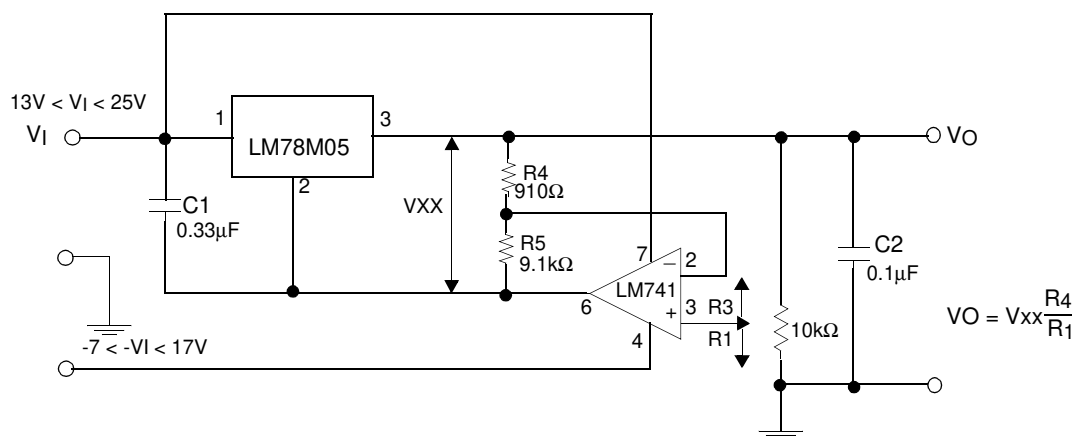 13V < VI < 25V
VI
1
LM78M05
3
2
C1
0.33µF
VXX
R4
910Ω
R5
9.1kΩ
7
–
2
LM741
6
+
3
4
R3
R1
10kΩ
C2
0.1µF
VO
-7 < -VI < 17V
VO = Vxx R4/R1